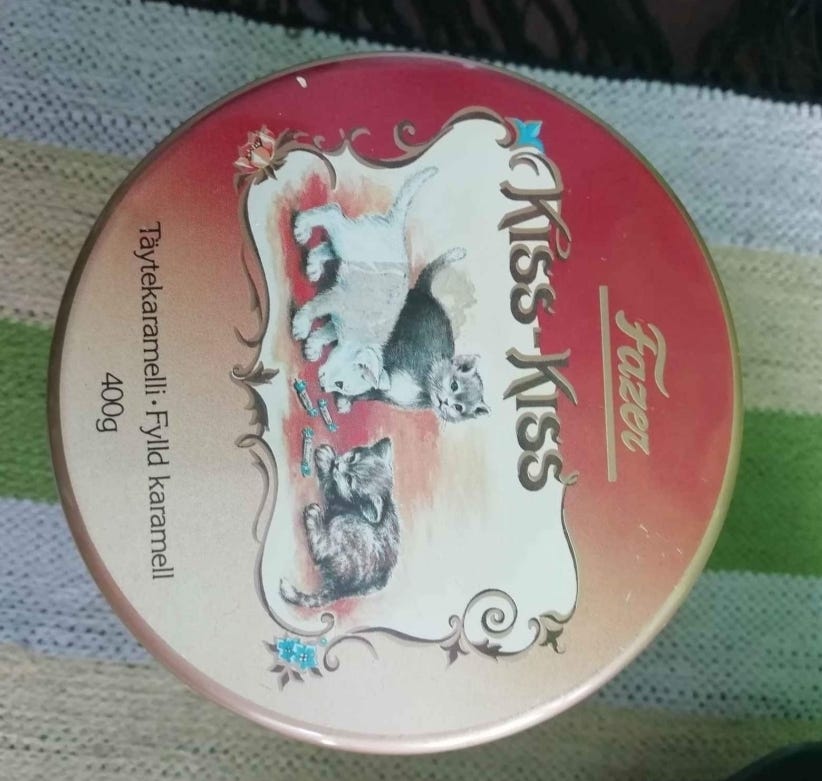 Fazer
KISS-KISS
Täytekaramelli • Fylld karamell
400g